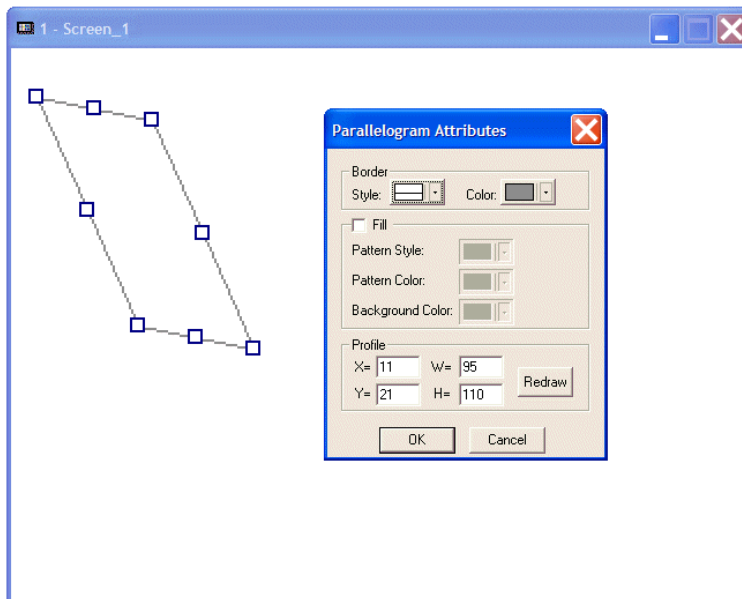 1 - Screen_1
Parallelogram Attributes
Border
Style: Color:
Fill
Pattern Style:
Pattern Color:
Background Color:
Profile
X= 11 W= 95
Redraw
Y= 21 H= 110
OK Cancel